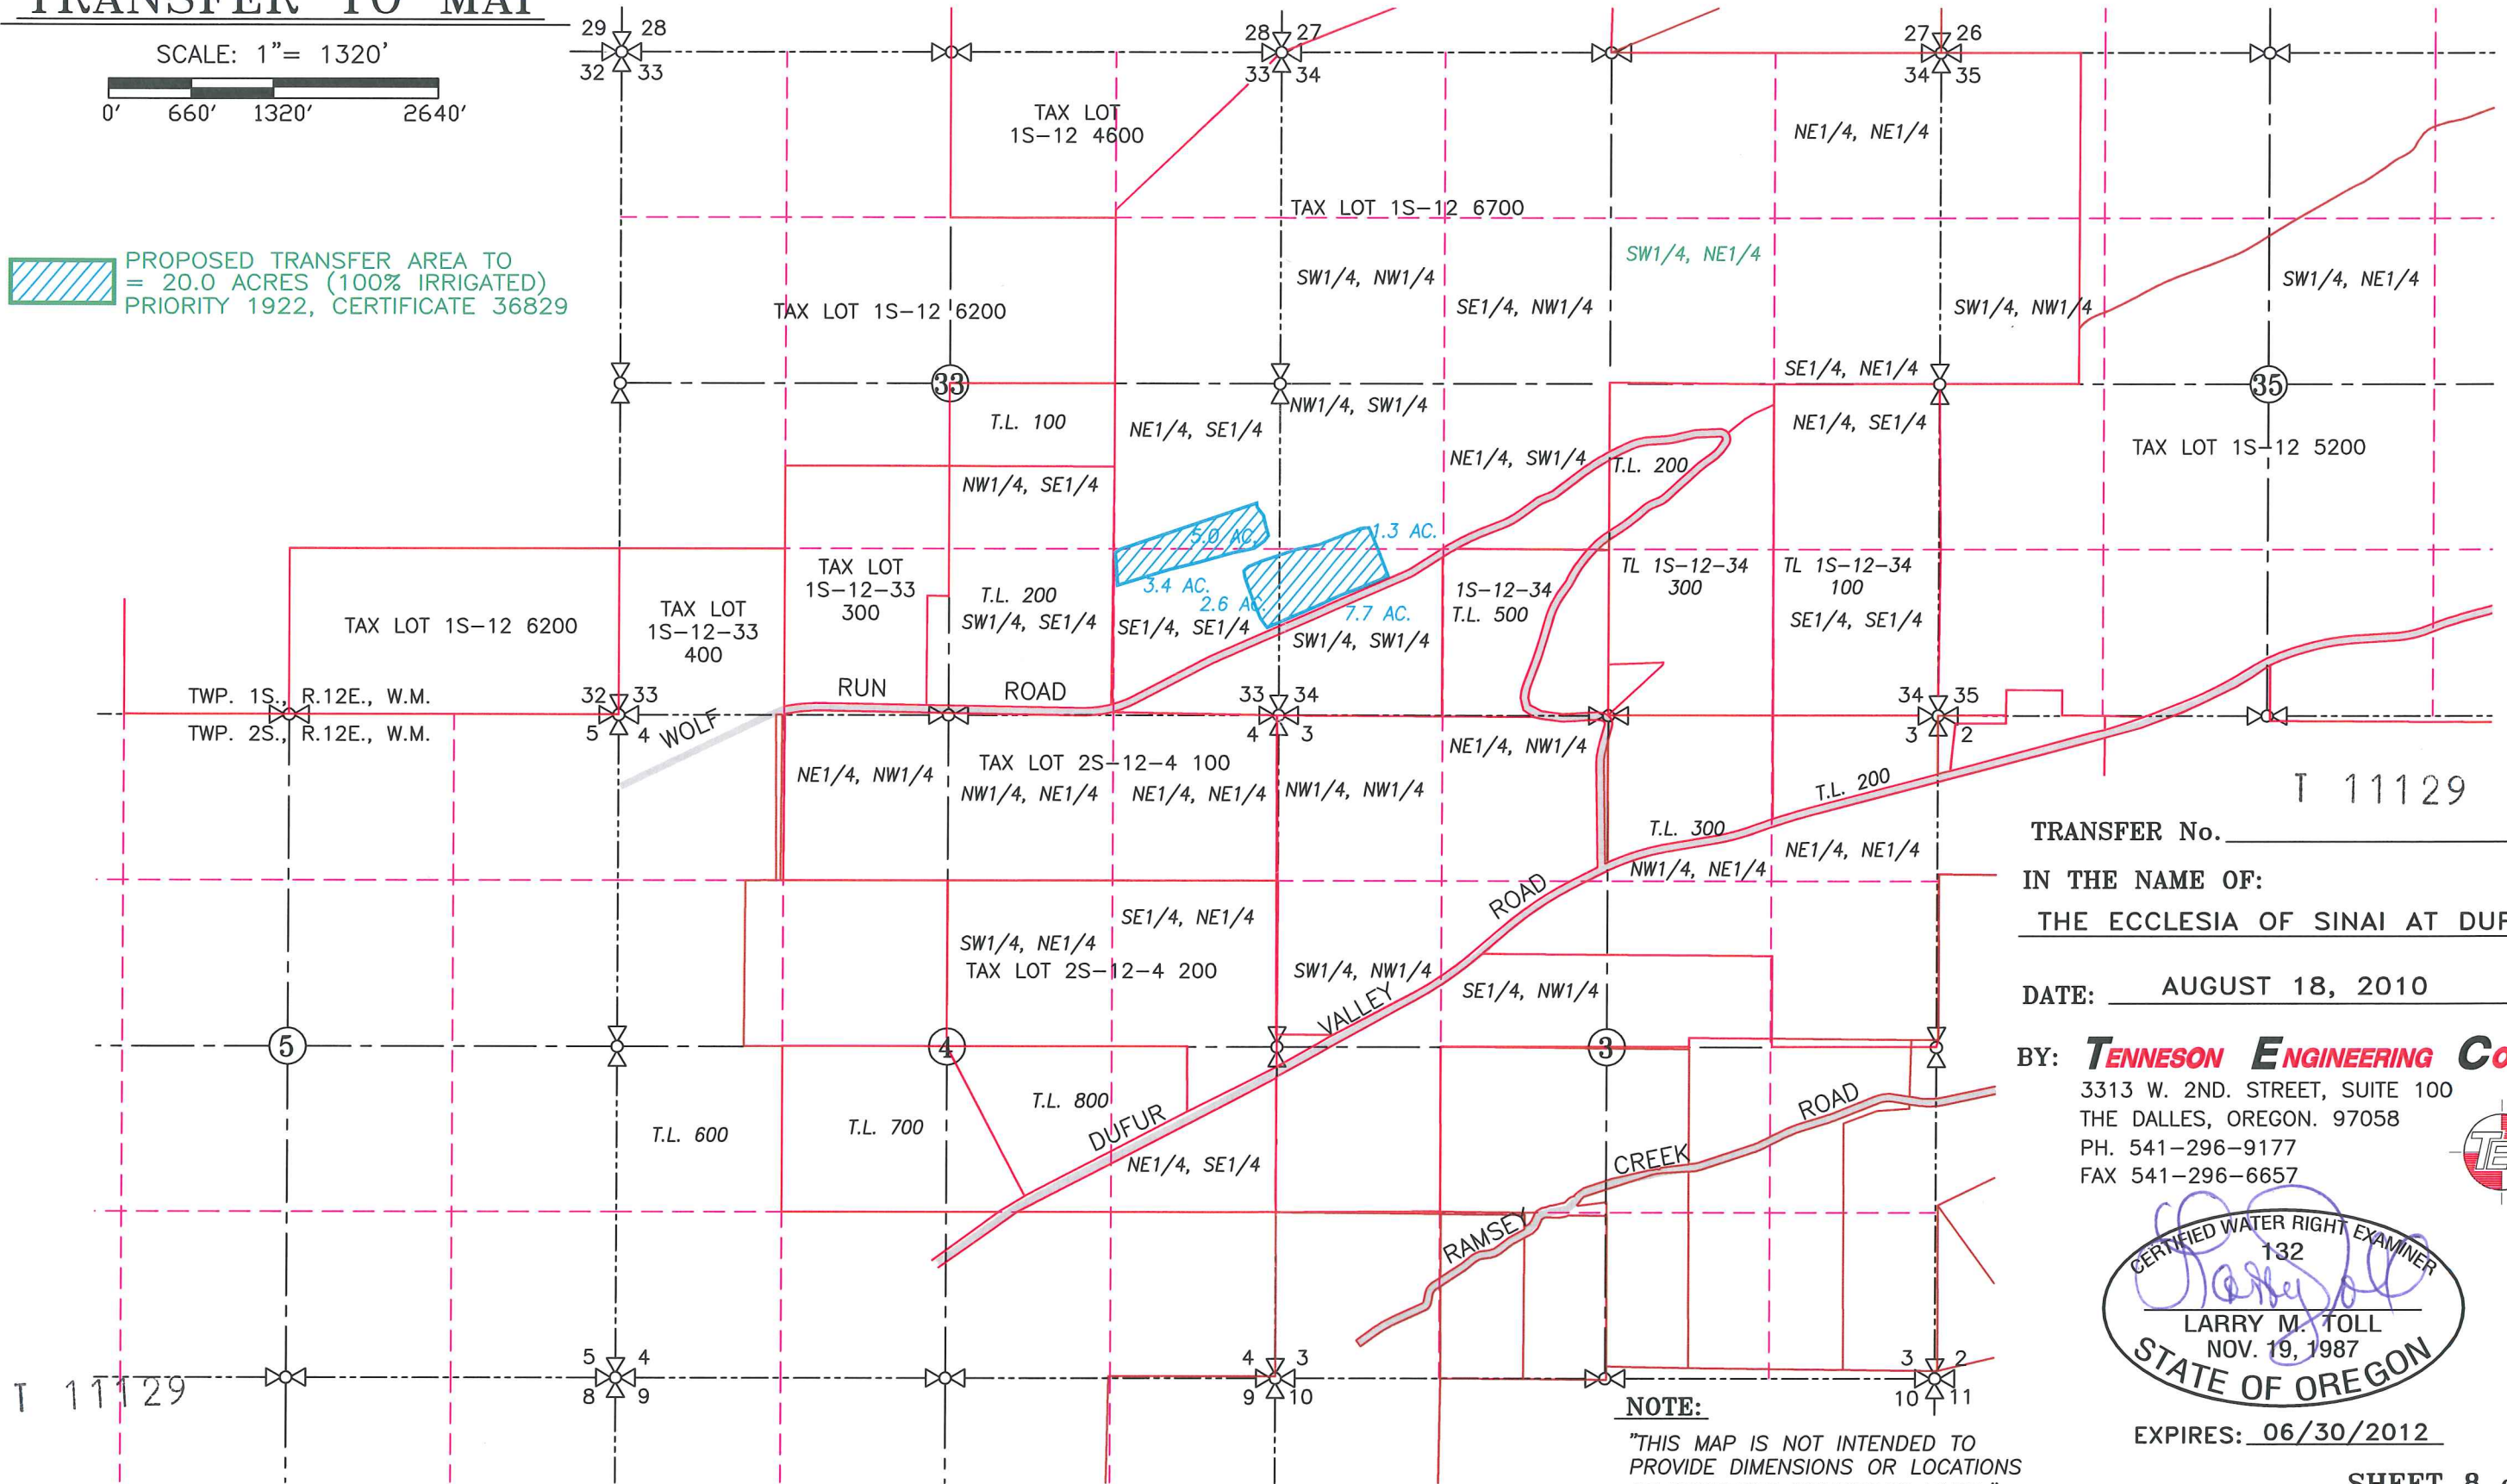 TRANSFER TO MAP
SCALE: 1"= 1320'
0' 660' 1320' 2640'
PROPOSED TRANSFER AREA TO
= 20.0 ACRES (100% IRRIGATED)
PRIORITY 1922, CERTIFICATE 36829
29 28
32 33
28 27
33 34
27 26
34 35
TAX LOT
1S-12 4600
NE1/4, NE1/4
TAX LOT 1S-12 6700
SW1/4, NE1/4
SW1/4, NW1/4
SE1/4, NW1/4
SW1/4, NW1/4
SW1/4, NE1/4
TAX LOT 1S-12 6200
33
35
SE1/4, NE1/4
NW1/4, SW1/4
T.L. 100
NE1/4, SE1/4
NE1/4, SE1/4
NE1/4, SW1/4
T.L. 200
TAX LOT 1S-12 5200
NW1/4, SE1/4
5.0 AC.
1.3 AC.
3.4 AC.
2.6 AC.
7.7 AC.
TAX LOT
1S-12-33
300
T.L. 200
SW1/4, SE1/4
SE1/4, SE1/4
SW1/4, SW1/4
1S-12-34
T.L. 500
TL 1S-12-34
300
TL 1S-12-34
100
SE1/4, SE1/4
TAX LOT 1S-12 6200
TAX LOT
1S-12-33
400
TWP. 1S., R.12E., W.M.
TWP. 2S., R.12E., W.M.
32 33
5 4
WOLF RUN ROAD
33 34
4 3
34 35
3 2
NE1/4, NW1/4
TAX LOT 2S-12-4 100
NW1/4, NE1/4
NE1/4, NE1/4
NW1/4, NW1/4
NE1/4, NW1/4
T.L. 200
T.L. 300
NE1/4, NE1/4
NW1/4, NE1/4
SE1/4, NE1/4
SW1/4, NE1/4
TAX LOT 2S-12-4 200
SW1/4, NW1/4
SE1/4, NW1/4
DUFUR VALLEY ROAD
5
4
3
T.L. 600
T.L. 700
T.L. 800
NE1/4, SE1/4
RAMSEY CREEK ROAD
5 4
8 9
4 3
9 10
3 2
10 11
T 11129
T 11129
TRANSFER No.
IN THE NAME OF:
THE ECCLESIA OF SINAI AT
DATE: AUGUST 18, 2010
BY: TENNESON ENGINEERING
3313 W. 2ND. STREET, SUITE 100
THE DALLES, OREGON. 97058
PH. 541-296-9177
FAX 541-296-6657
CERTIFIED WATER RIGHT EXAMINER
132
LARRY M. TOLL
NOV. 19, 1987
STATE OF OREGON
EXPIRES: 06/30/2012
NOTE:
"THIS MAP IS NOT INTENDED TO
PROVIDE DIMENSIONS OR LOCATIONS
SHEET 8